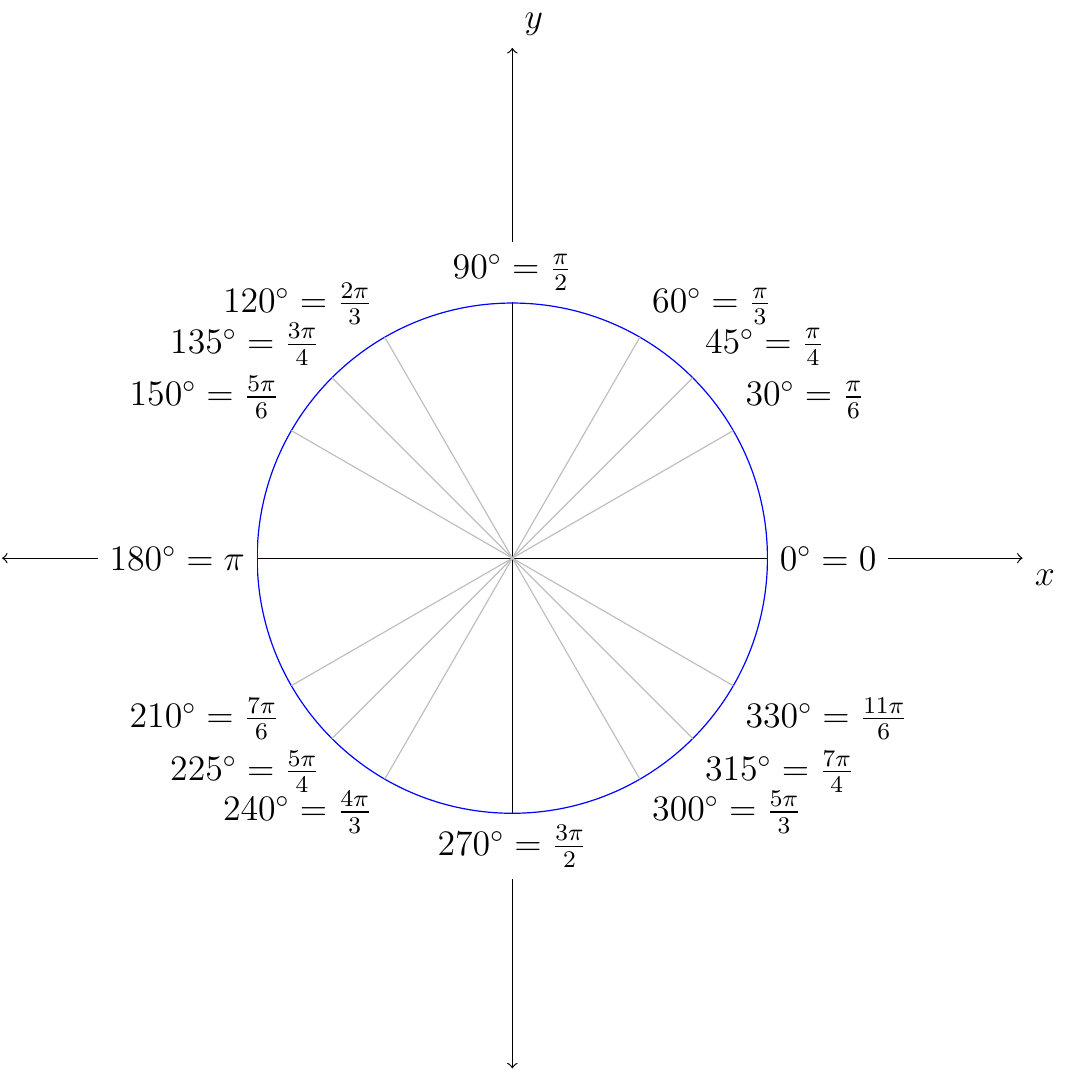 y
90° = π/2
120° = 2π/3
60° = π/3
135° = 3π/4
45° = π/4
150° = 5π/6
30° = π/6
180° = π
0° = 0
x
210° = 7π/6
330° = 11π/6
225° = 5π/4
315° = 7π/4
240° = 4π/3
300° = 5π/3
270° = 3π/2